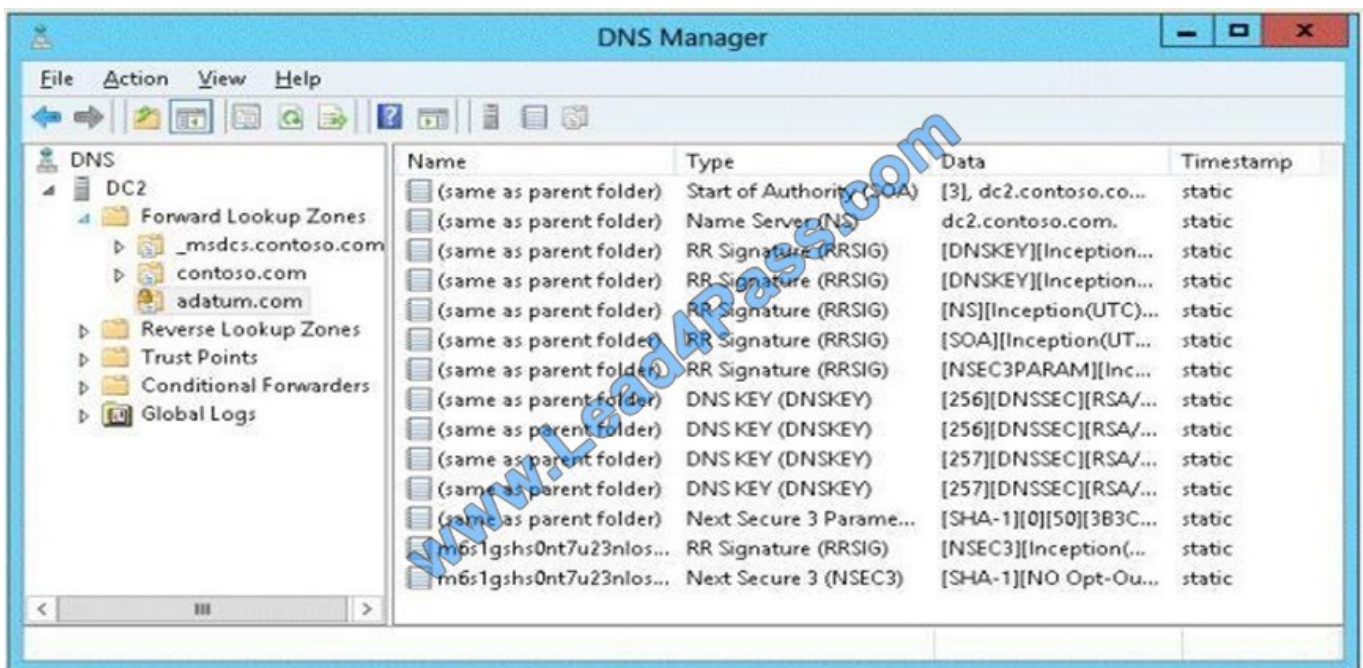 DNS Manager
File Action View Help
DNS
DC2
Forward Lookup Zones
_msdcs.contoso.com
contoso.com
adatum.com
Reverse Lookup Zones
Trust Points
Conditional Forwarders
Global Logs
Name Type Data Timestamp
(same as parent folder) Start of Authority (SOA) [3], dc2.contoso.co... static
(same as parent folder) Name Server (NS) dc2.contoso.com. static
(same as parent folder) RR Signature (RRSIG) [DNSKEY][Inception... static
(same as parent folder) RR Signature (RRSIG) [DNSKEY][Inception... static
(same as parent folder) RR Signature (RRSIG) [NS][Inception(UTC)... static
(same as parent folder) RR Signature (RRSIG) [SOA][Inception(UT... static
(same as parent folder) RR Signature (RRSIG) [NSEC3PARAM][Inc... static
(same as parent folder) DNS KEY (DNSKEY) [256][DNSSEC][RSA/... static
(same as parent folder) DNS KEY (DNSKEY) [256][DNSSEC][RSA/... static
(same as parent folder) DNS KEY (DNSKEY) [257][DNSSEC][RSA/... static
(same as parent folder) DNS KEY (DNSKEY) [257][DNSSEC][RSA/... static
(same as parent folder) Next Secure 3 Parame... [SHA-1][0][50][3B3C... static
m6s1gshs0nt7u23nlos... RR Signature (RRSIG) [NSEC3][Inception(... static
m6s1gshs0nt7u23nlos... Next Secure 3 (NSEC3) [SHA-1][NO Opt-Ou... static
www.Lead4Pass.com